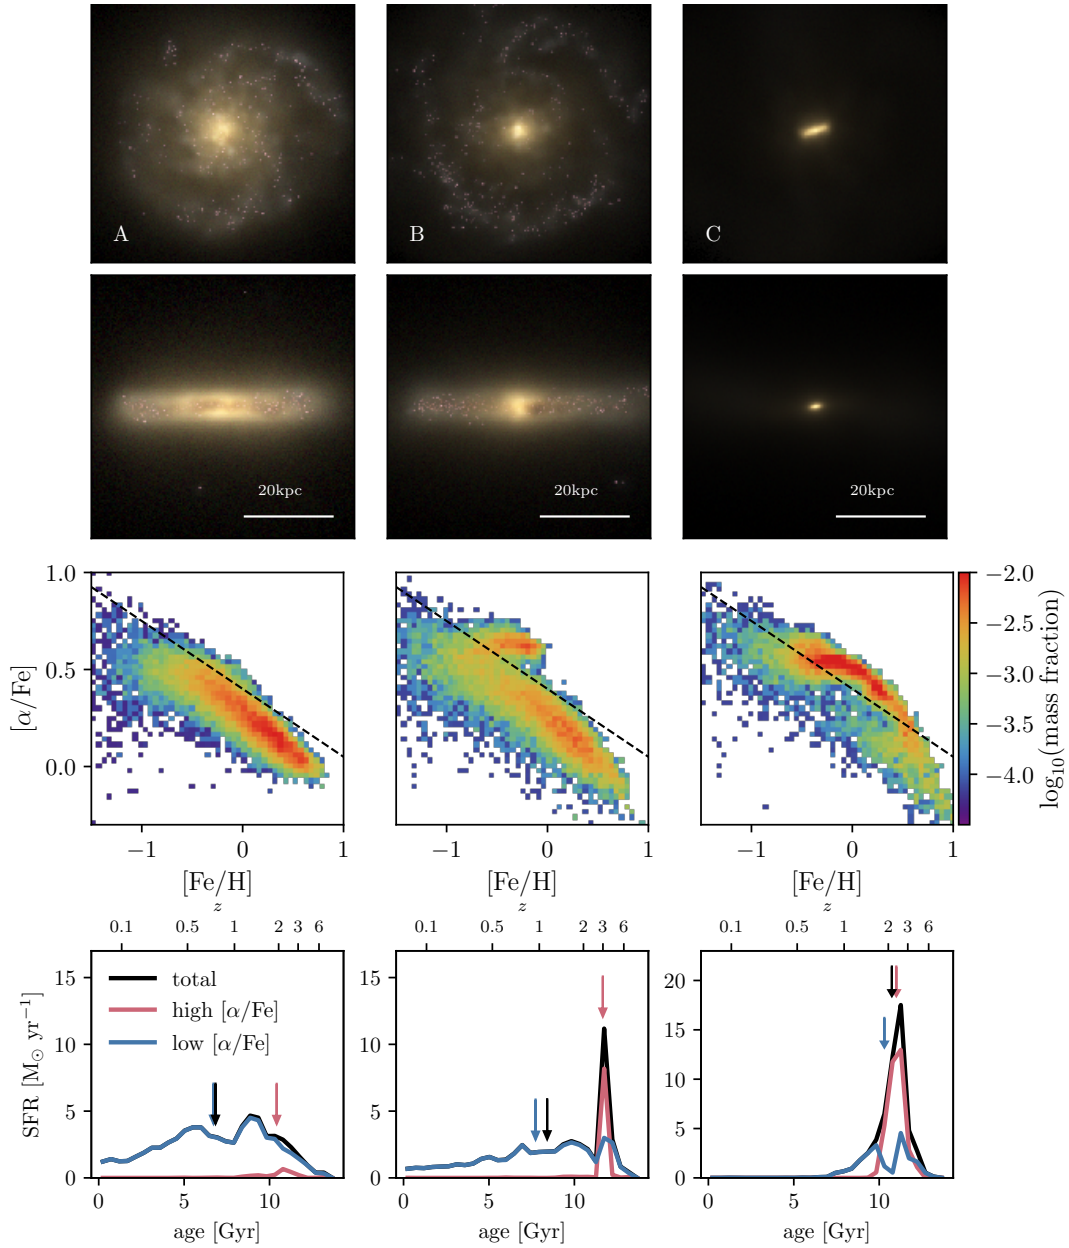 A
B
C
20kpc
20kpc
20kpc
1.0
0.5
0.0
[α/Fe]
−1 0 1
−1 0 1
−1 0 1
[Fe/H]
[Fe/H]
[Fe/H]
−2.0
−2.5
−3.0
−3.5
−4.0
log₁₀(mass fraction)
z
z
z
0.1 0.5 1 2 3 6
0.1 0.5 1 2 3 6
0.1 0.5 1 2 3 6
SFR [M⊙ yr⁻¹]
15
10
5
0
total
high [α/Fe]
low [α/Fe]
15
10
5
0
20
15
10
5
0
0 5 10
0 5 10
0 5 10
age [Gyr]
age [Gyr]
age [Gyr]